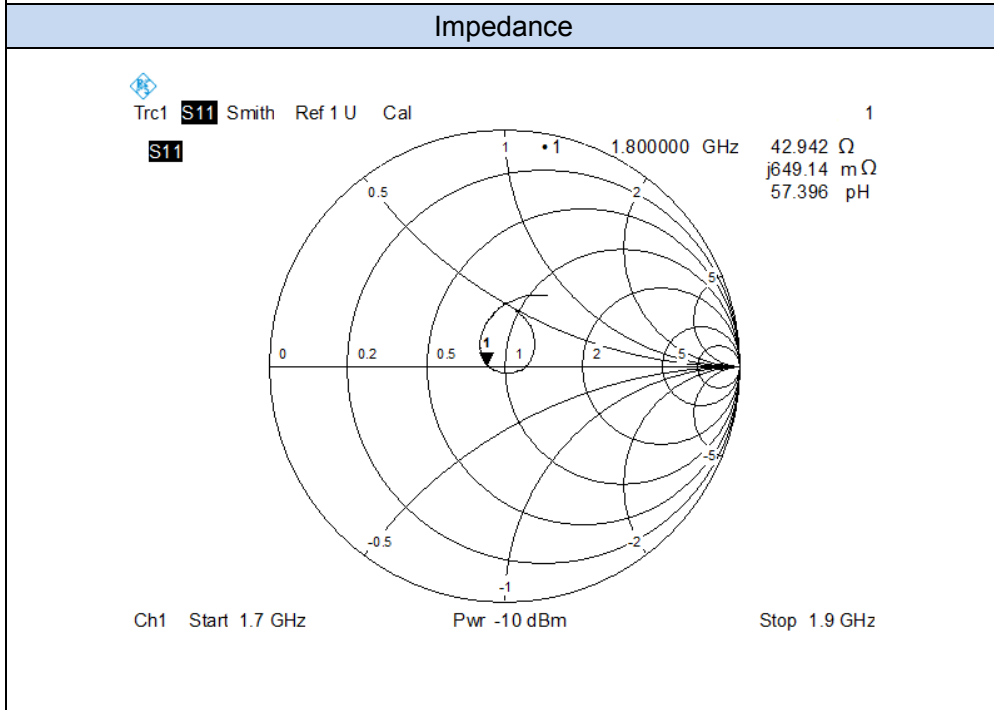 Impedance
R&S
Trc1 S11 Smith Ref 1 U Cal 1
S11
1 • 1 1.800000 GHz 42.942 Ω
j649.14 m Ω
57.396 pH
0.5 2
5
1
0 0.2 0.5 1 2 5
-5
-0.5 -2
-1
Ch1 Start 1.7 GHz Pwr -10 dBm Stop 1.9 GHz